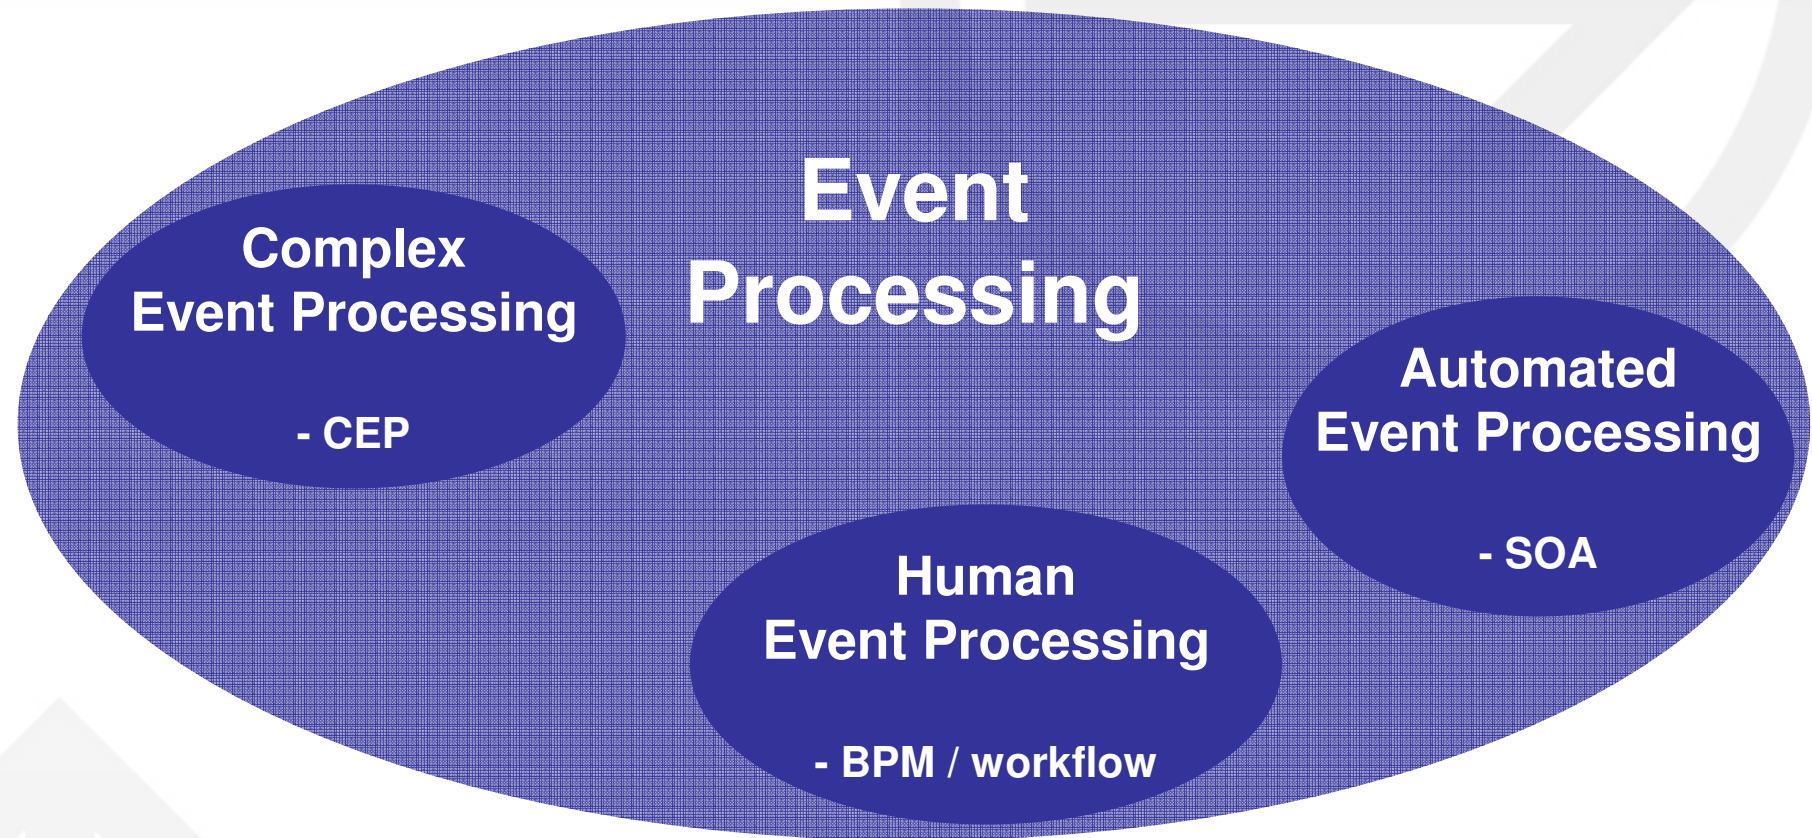 Event
Processing
Complex
Event Processing
- CEP
Automated
Event Processing
- SOA
Human
Event Processing
- BPM / workflow